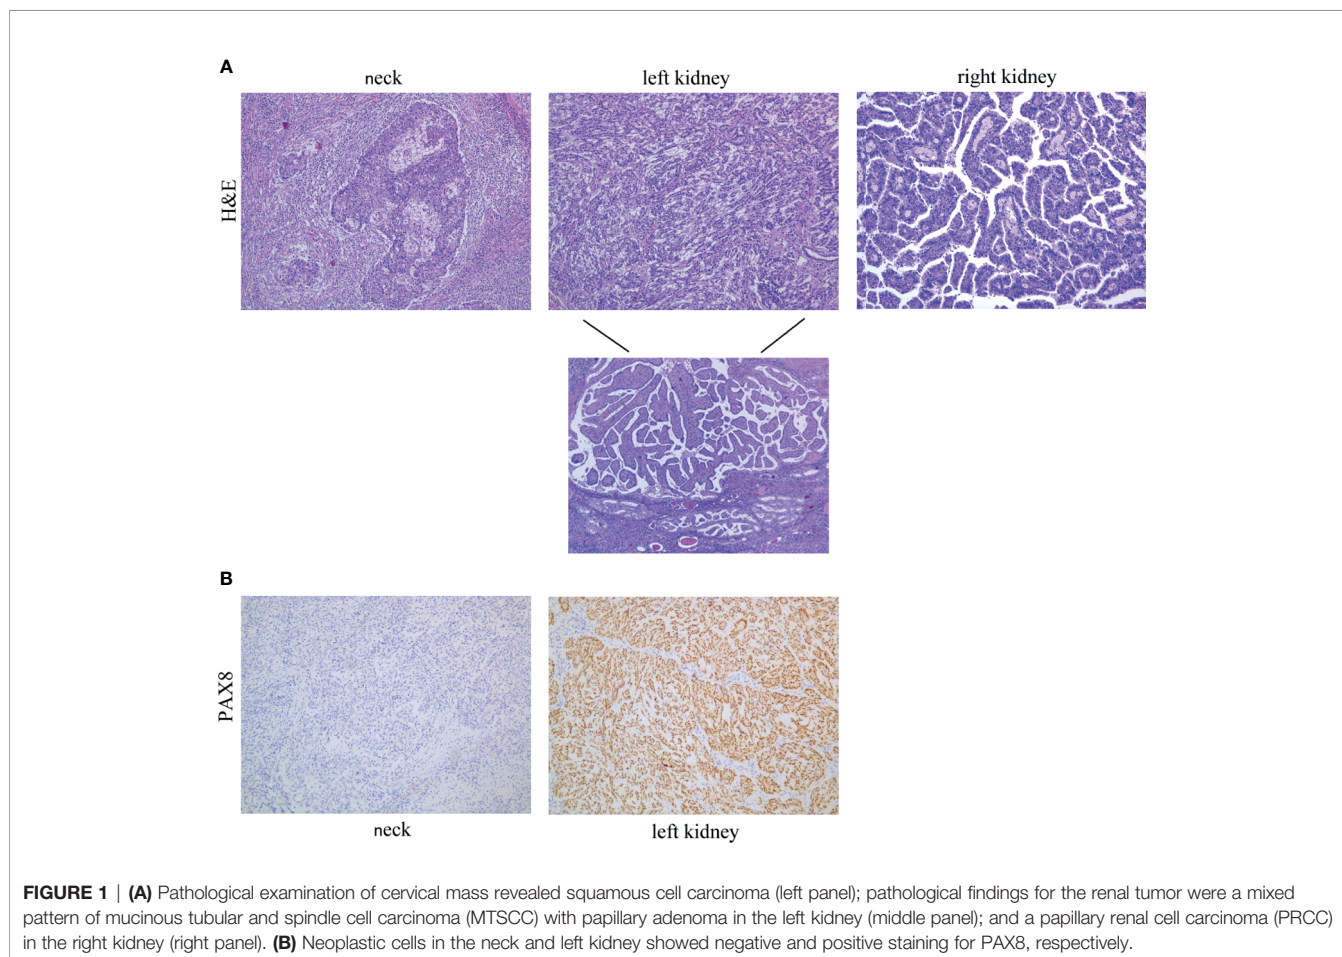 A
neck
left kidney
right kidney
H&E
B
PAX8
neck
left kidney
FIGURE 1 | (A) Pathological examination of cervical mass revealed squamous cell carcinoma (left panel); pathological findings for the renal tumor were a mixed
pattern of mucinous tubular and spindle cell carcinoma (MTSCC) with papillary adenoma in the left kidney (middle panel); and a papillary renal cell carcinoma (PRCC)
in the right kidney (right panel). (B) Neoplastic cells in the neck and left kidney showed negative and positive staining for PAX8, respectively.